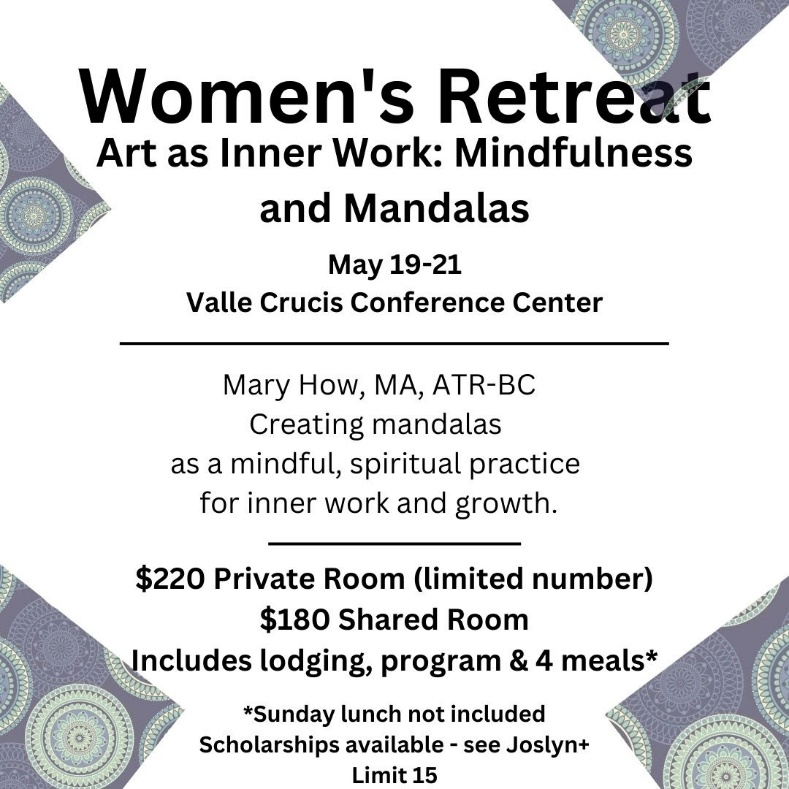 Women's Retreat
Art as Inner Work: Mindfulness
and Mandalas
May 19-21
Valle Crucis Conference Center
Mary How, MA, ATR-BC
Creating mandalas
as a mindful, spiritual practice
for inner work and growth.
$220 Private Room (limited number)
$180 Shared Room
Includes lodging, program & 4 meals*
*Sunday lunch not included
Scholarships available - see Joslyn+
Limit 15